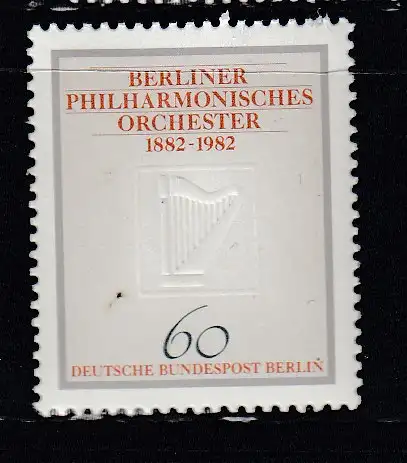 BERLINER
PHILHARMONISCHES
ORCHESTER
1882-1982
60
DEUTSCHE BUNDESPOST BERLIN